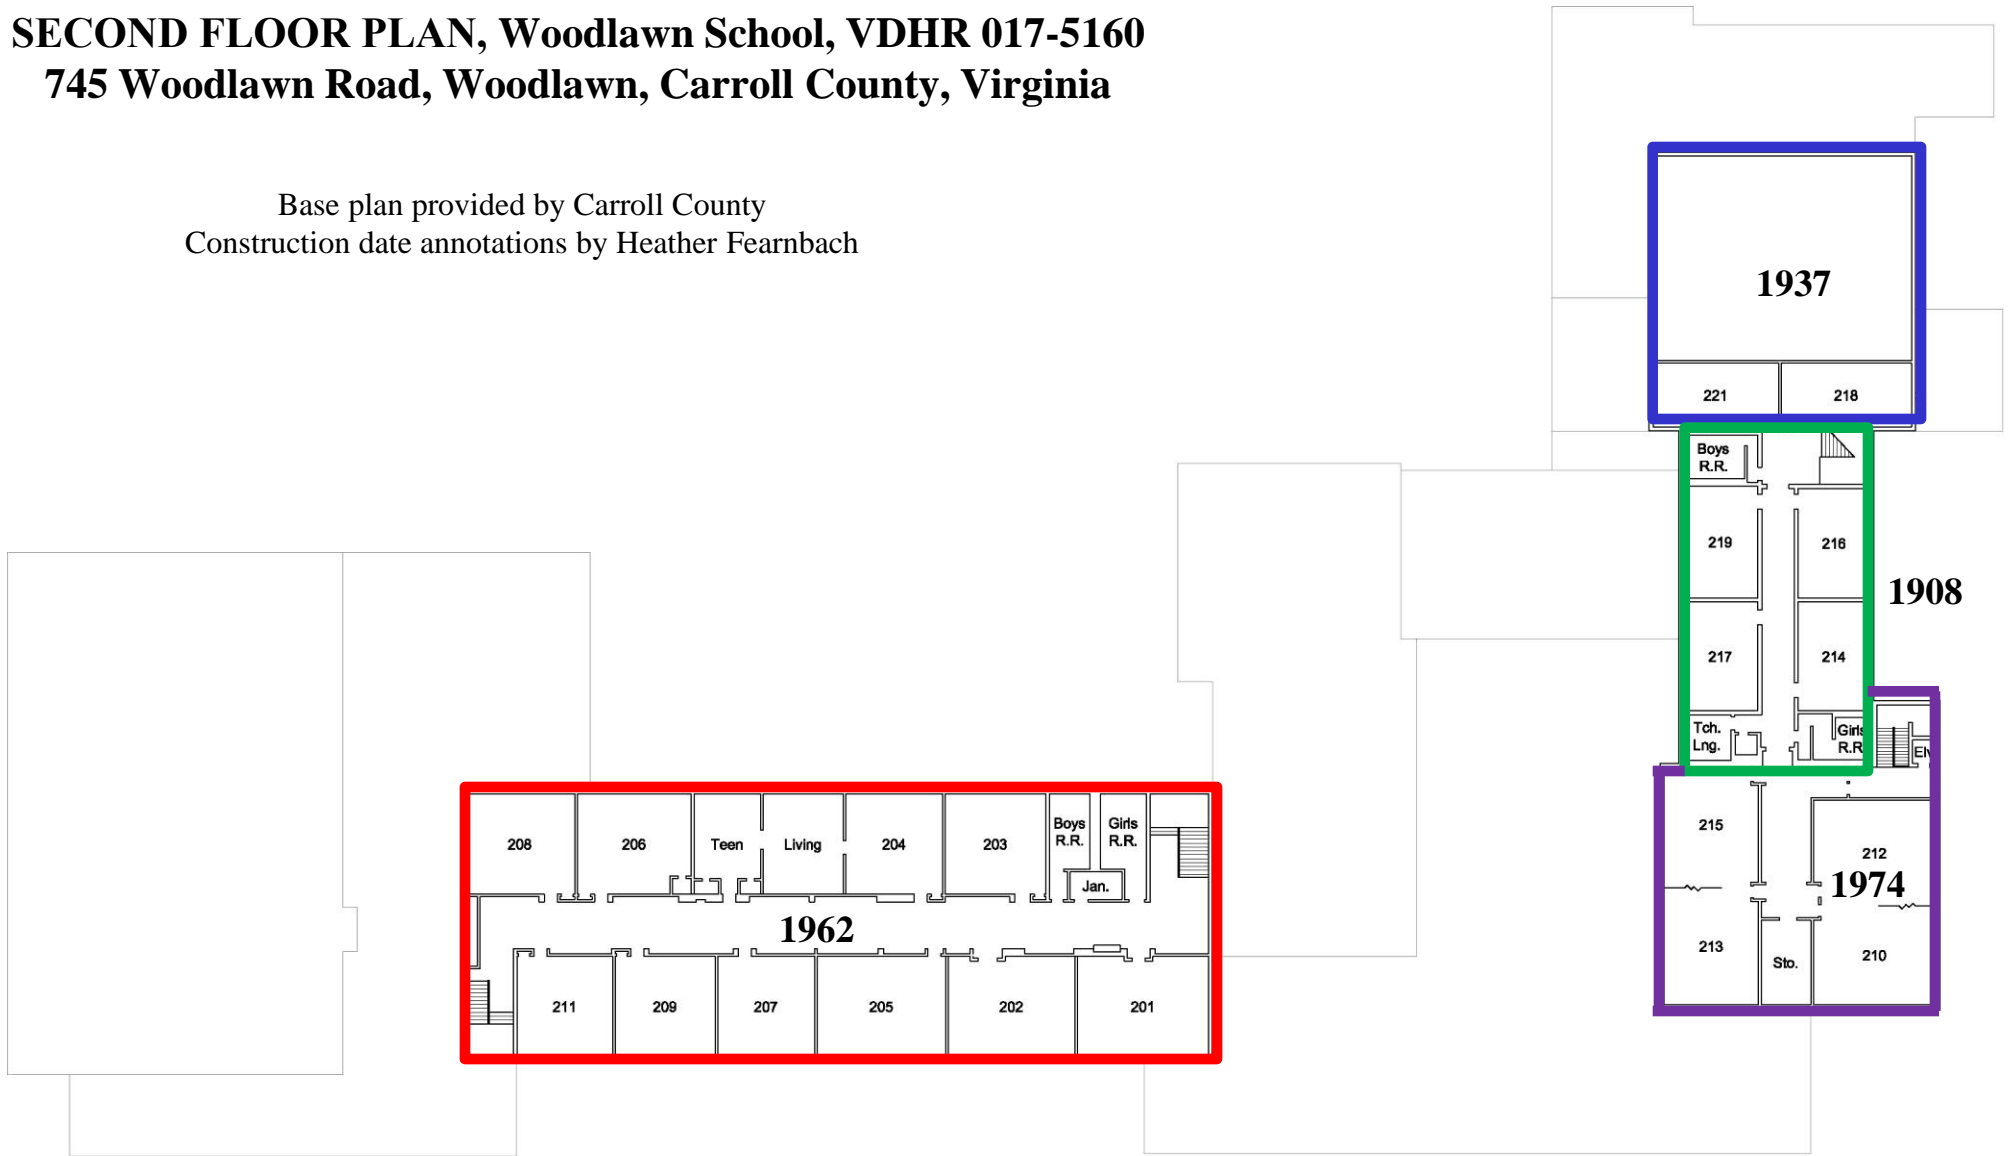 SECOND FLOOR PLAN, Woodlawn School, VDHR 017-5160
745 Woodlawn Road, Woodlawn, Carroll County, Virginia
Base plan provided by Carroll County
Construction date annotations by Heather Fearnbach
1937
221
218
Boys
R.R.
219
216
1908
217
214
Tch.
Lng.
Girls
R.R
Elv
215
212
1974
213
Sto.
210
208
206
Teen
Living
204
203
Boys
R.R.
Girls
R.R.
Jan.
1962
211
209
207
205
202
201